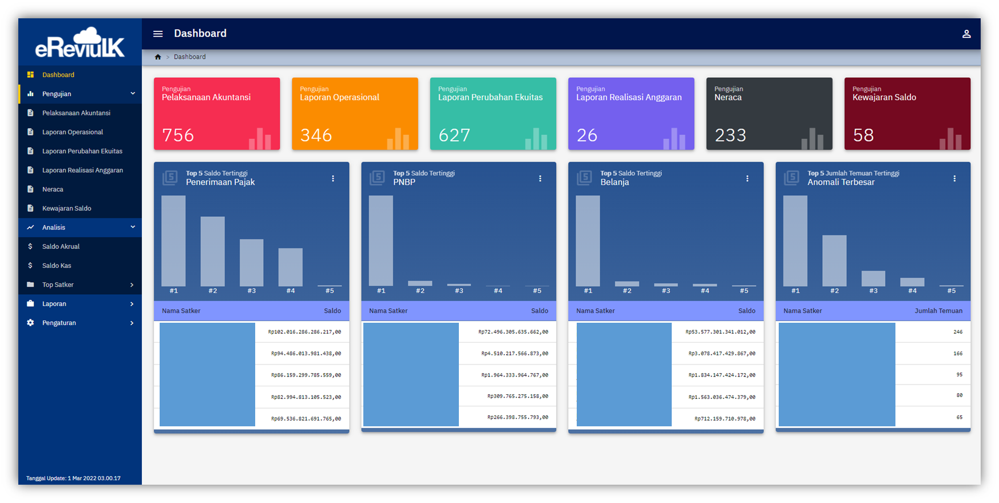 eReviuLK
Dashboard
Dashboard
Pengujian
Pelaksanaan Akuntansi
Laporan Operasional
Laporan Perubahan Ekuitas
Laporan Realisasi Anggaran
Neraca
Kewajaran Saldo
Analisis
$ Saldo Akrual
$ Saldo Kas
Top Satker
Laporan
Pengaturan
Tanggal Update: 1 Mar 2022 03.00.17
> Dashboard
Pengujian
Pelaksanaan Akuntansi
756
Pengujian
Laporan Operasional
346
Pengujian
Laporan Perubahan Ekuitas
627
Pengujian
Laporan Realisasi Anggaran
26
Pengujian
Neraca
233
Pengujian
Kewajaran Saldo
58
5
Top 5 Saldo Tertinggi
Penerimaan Pajak
#1 #2 #3 #4 #5
Nama Satker Saldo
Rp102.016.286.286.217,00
Rp94.486.013.981.438,00
Rp86.159.299.785.559,00
Rp82.994.813.105.523,00
Rp69.536.821.691.765,00
5
Top 5 Saldo Tertinggi
PNBP
#1 #2 #3 #4 #5
Nama Satker Saldo
Rp72.496.305.635.662,00
Rp4.510.217.566.873,00
Rp1.964.333.964.767,00
Rp309.765.275.158,00
Rp266.398.755.793,00
5
Top 5 Saldo Tertinggi
Belanja
#1 #2 #3 #4 #5
Nama Satker Saldo
Rp53.577.301.341.012,00
Rp3.078.417.429.867,00
Rp1.834.147.424.172,00
Rp1.563.036.474.379,00
Rp712.159.710.978,00
5
Top 5 Jumlah Temuan Tertinggi
Anomali Terbesar
#1 #2 #3 #4 #5
Nama Satker Jumlah Temuan
246
166
95
80
65